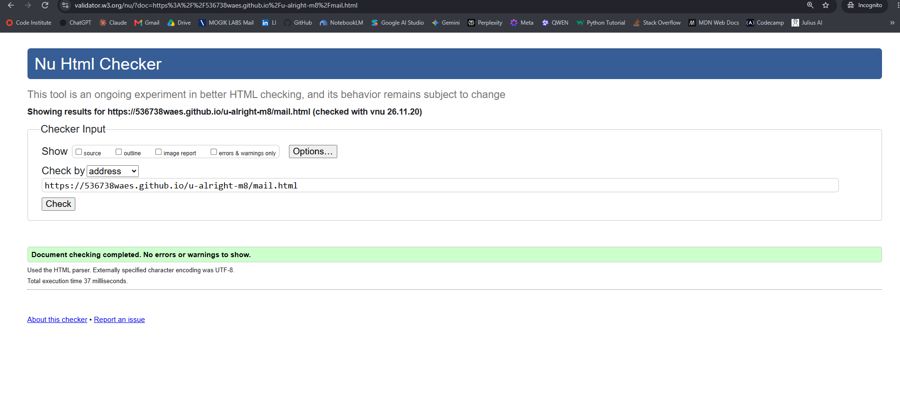 validator.w3.org/nu/?doc=https%3A%2F%2F536738waes.github.io%2Fu-alright-m8%2Fmail.html
Incognito
Code Institute ChatGPT Claude Gmail Drive MOGIK LABS Mail LI GitHub NotebookLM Google AI Studio Gemini Perplexity Meta QWEN Python Tutorial Stack Overflow MDN Web Docs Codecamp Julius AI »
Nu Html Checker
This tool is an ongoing experiment in better HTML checking, and its behavior remains subject to change
Showing results for https://536738waes.github.io/u-alright-m8/mail.html (checked with vnu 26.11.20)
Checker Input
Show source outline image report errors & warnings only Options...
Check by address
https://536738waes.github.io/u-alright-m8/mail.html
Check
Document checking completed. No errors or warnings to show.
Used the HTML parser. Externally specified character encoding was UTF-8.
Total execution time 37 milliseconds.
About this checker • Report an issue